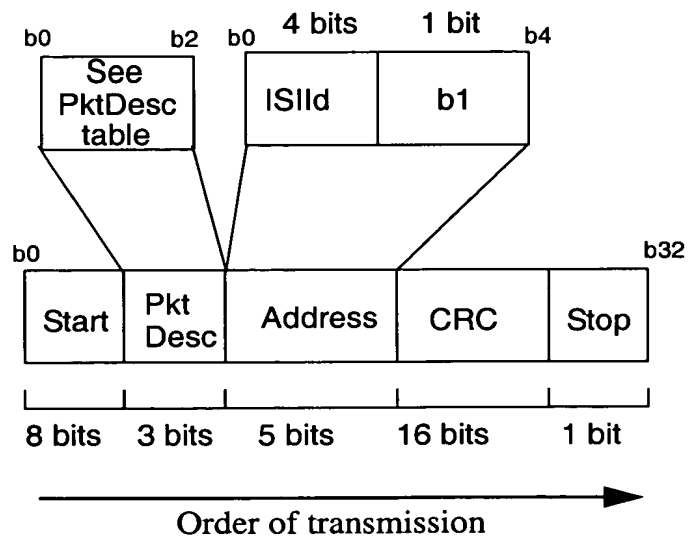 4 bits 1 bit
b0 b2 b0 b4
See
PktDesc
table
ISIId b1
b0 b32
Start Pkt
Desc Address CRC Stop
8 bits 3 bits 5 bits 16 bits 1 bit
Order of transmission